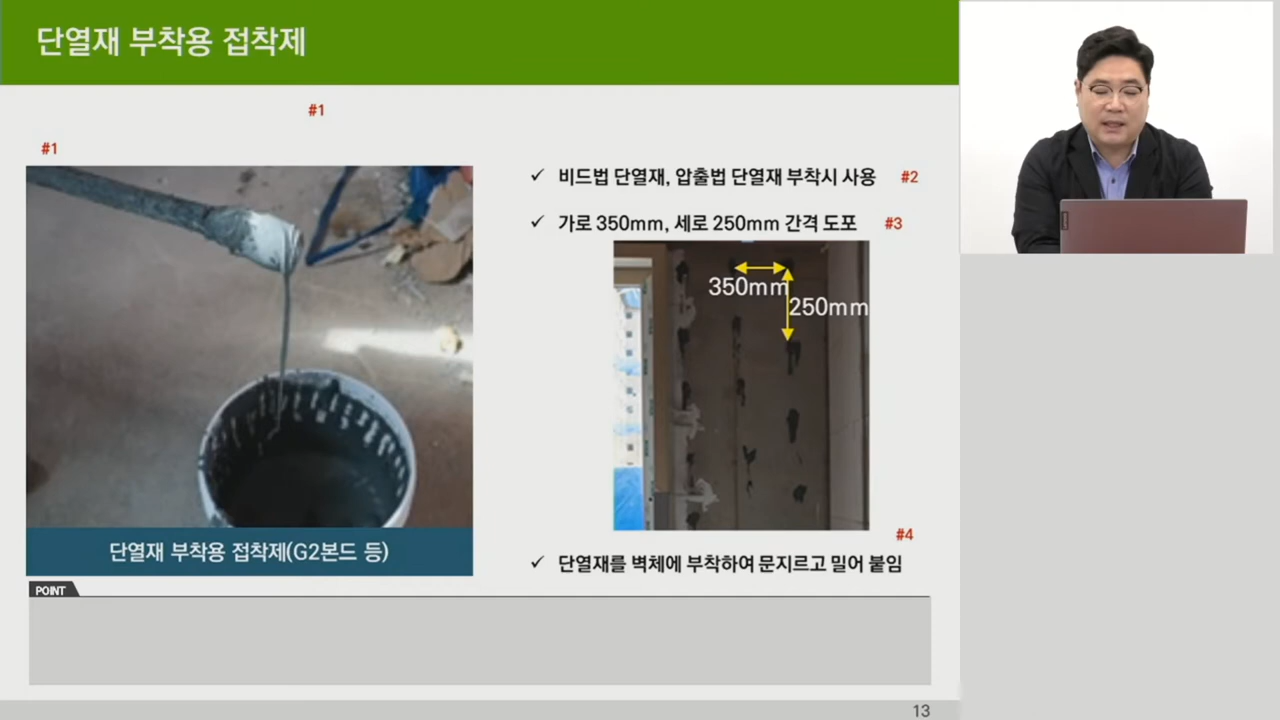 단열재 부착용 접착제
#1
#1
비드법 단열재, 압출법 단열재 부착시 사용 #2
가로 350mm, 세로 250mm 간격 도포 #3
350mm
250mm
#4
단열재를 벽체에 부착하여 문지르고 밀어 붙임
단열재 부착용 접착제(G2본드 등)
POINT
13